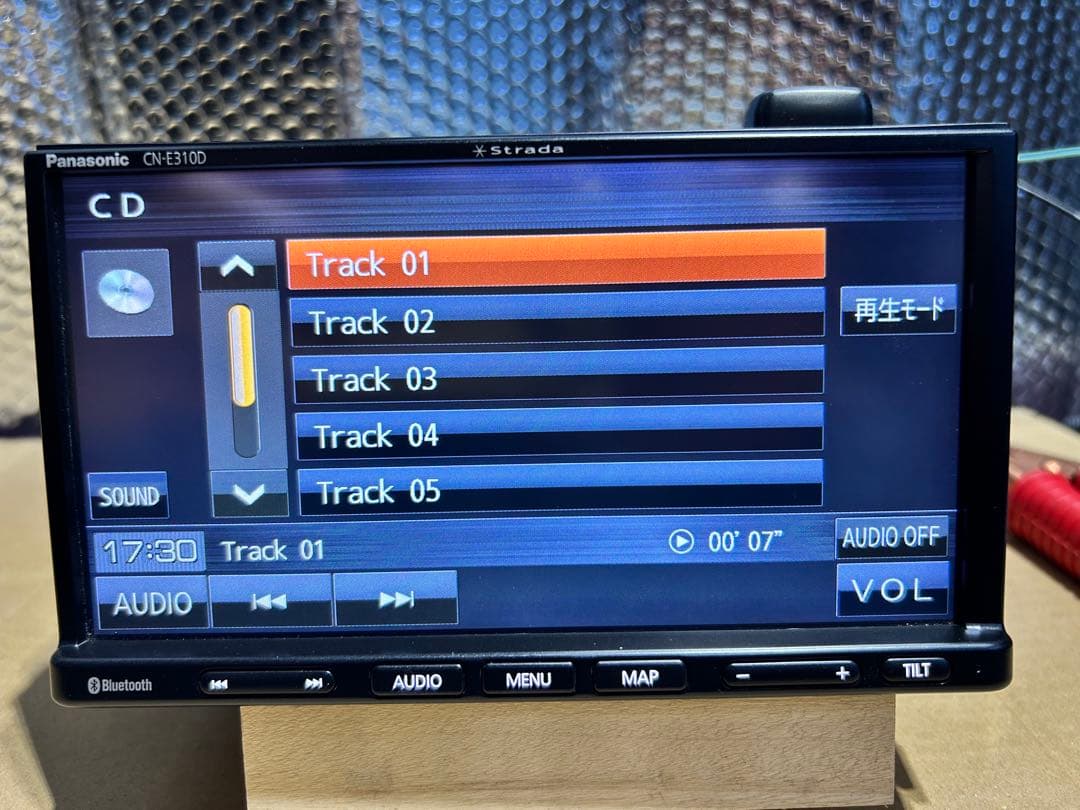 Panasonic CN-E310D
Strada
CD
Track 01
Track 02
再生モード
Track 03
Track 04
Track 05
SOUND
17:30 Track 01 00' 07"
AUDIO OFF
AUDIO
VOL
Bluetooth
AUDIO
MENU
MAP
− +
TILT